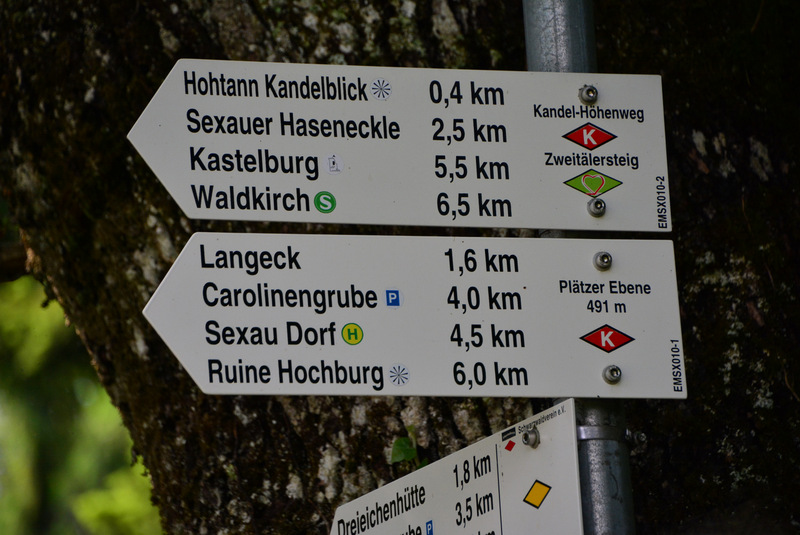 Hohtann Kandelblick 0,4 km
Sexauer Haseneckle 2,5 km
Kastelburg 5,5 km
Waldkirch S 6,5 km
Kandel-Höhenweg
K
Zweitälersteig
EMSX010-2
Langeck 1,6 km
Carolinengrube P 4,0 km
Sexau Dorf H 4,5 km
Ruine Hochburg 6,0 km
Plätzer Ebene
491 m
K
EMSX010-1
Schwarzwaldverein e.V.
Dreieichenhütte 1,8 km
P 3,5 km
km